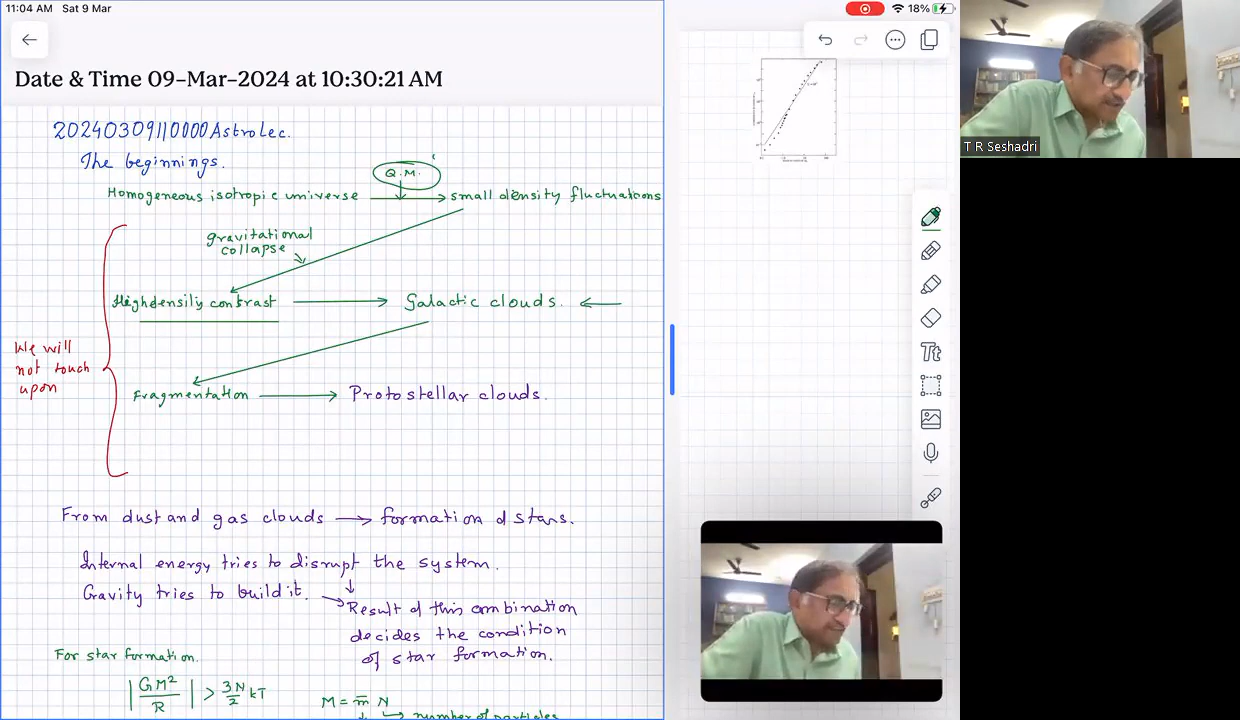 11:04 AM Sat 9 Mar
18%
Date & Time 09-Mar-2024 at 10:30:21 AM
20240309110000AstroLec.
The beginnings.
Q.M.
Homogeneous isotropic universe → small density fluctuations
gravitational
collapse
High density contrast → Galactic clouds. ←
We will
not touch
upon
Fragmentation → Protostellar clouds.
From dust and gas clouds → formation of stars.
Internal energy tries to disrupt the system.
Gravity tries to build it. → Result of this combination
decides the condition
of star formation.
For star formation.
|GM²/R| > 3N/2 kT
M = m̅ N
→ number of particles
Tt
T R Seshadri